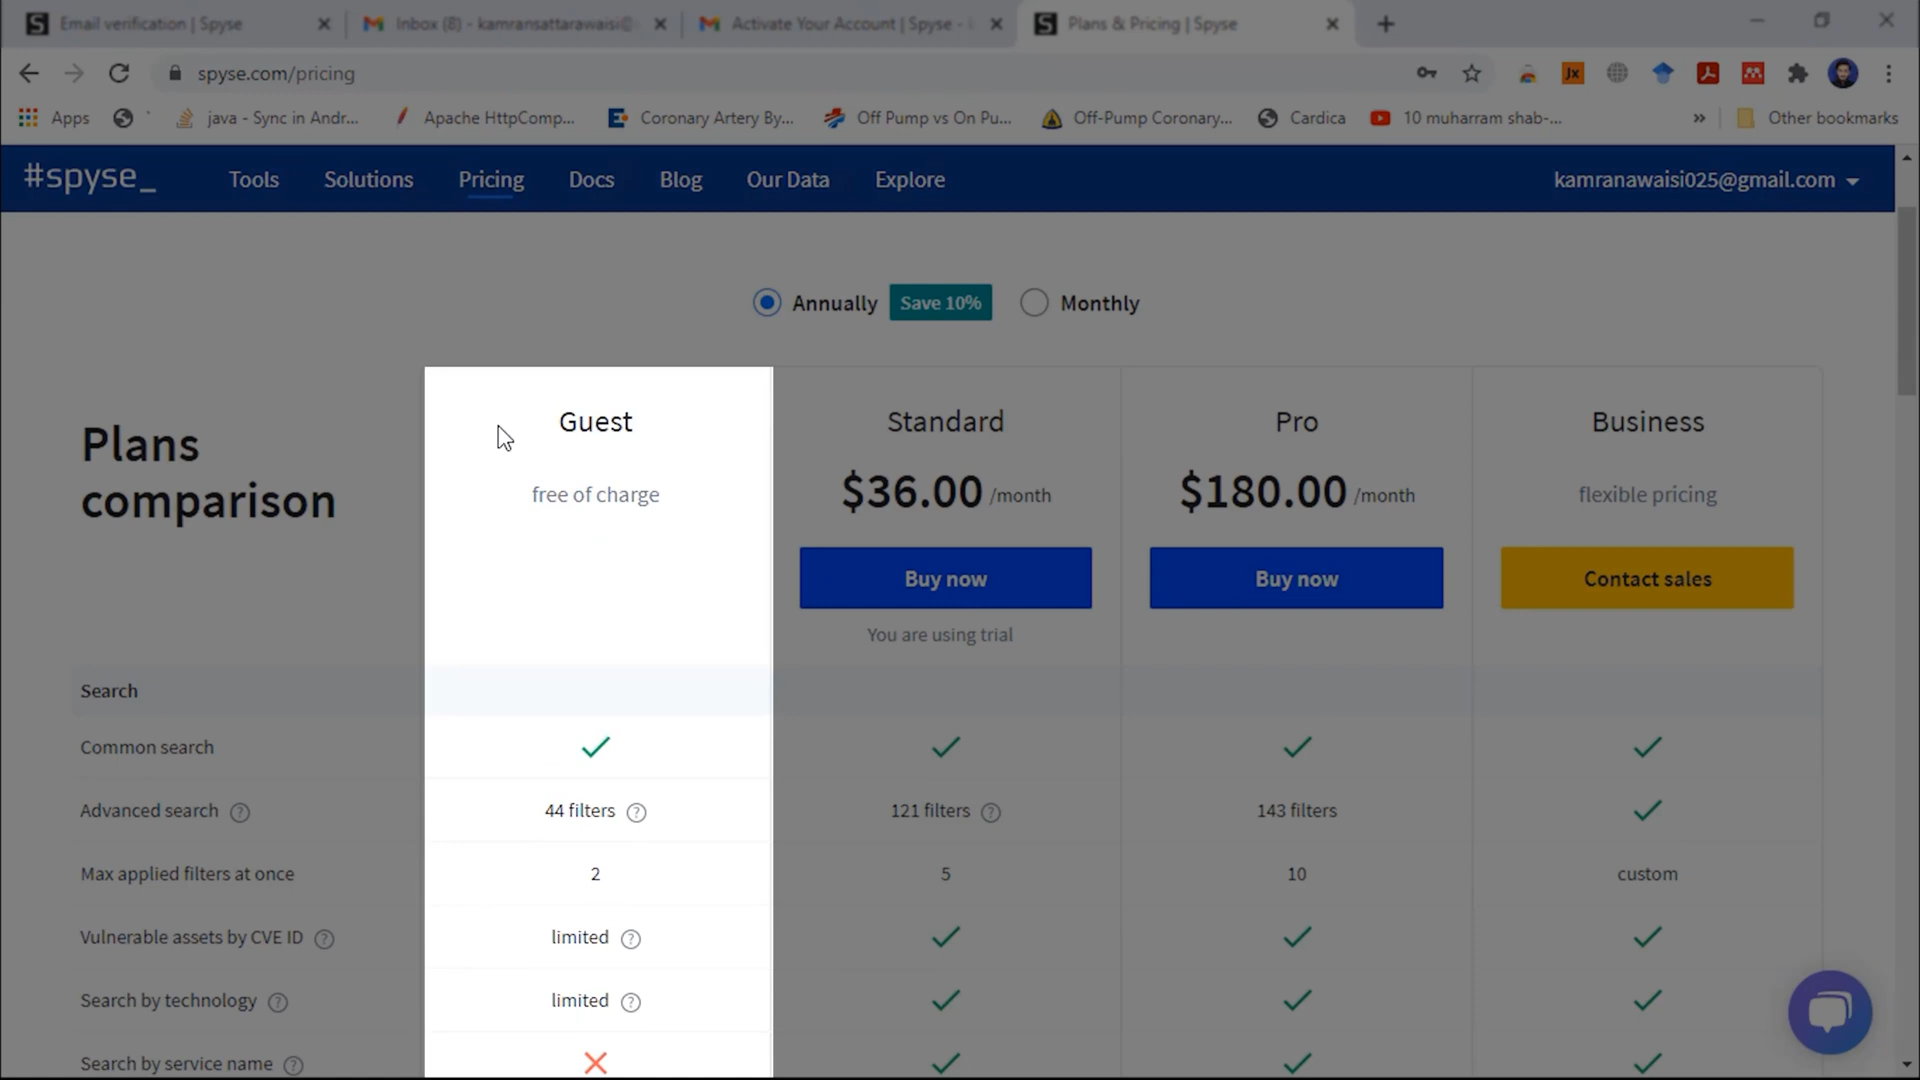 Email verification | Spyse
Inbox (8) - kamransattarawaisi@
Activate Your Account | Spyse -
Plans & Pricing | Spyse
spyse.com/pricing
Jx
Apps
java - Sync in Andr...
Apache HttpComp...
Coronary Artery By...
Off Pump vs On Pu...
Off-Pump Coronary...
Cardica
10 muharram shab-...
»
Other bookmarks
#spyse_
Tools
Solutions
Pricing
Docs
Blog
Our Data
Explore
kamranawaisi025@gmail.com
Annually
Save 10%
Monthly
Plans
comparison
Guest
Standard
Pro
Business
free of charge
$36.00 /month
$180.00 /month
flexible pricing
Buy now
Buy now
Contact sales
You are using trial
Search
Common search
Advanced search ?
44 filters ?
121 filters ?
143 filters
Max applied filters at once
2
5
10
custom
Vulnerable assets by CVE ID ?
limited ?
Search by technology ?
limited ?
Search by service name ?